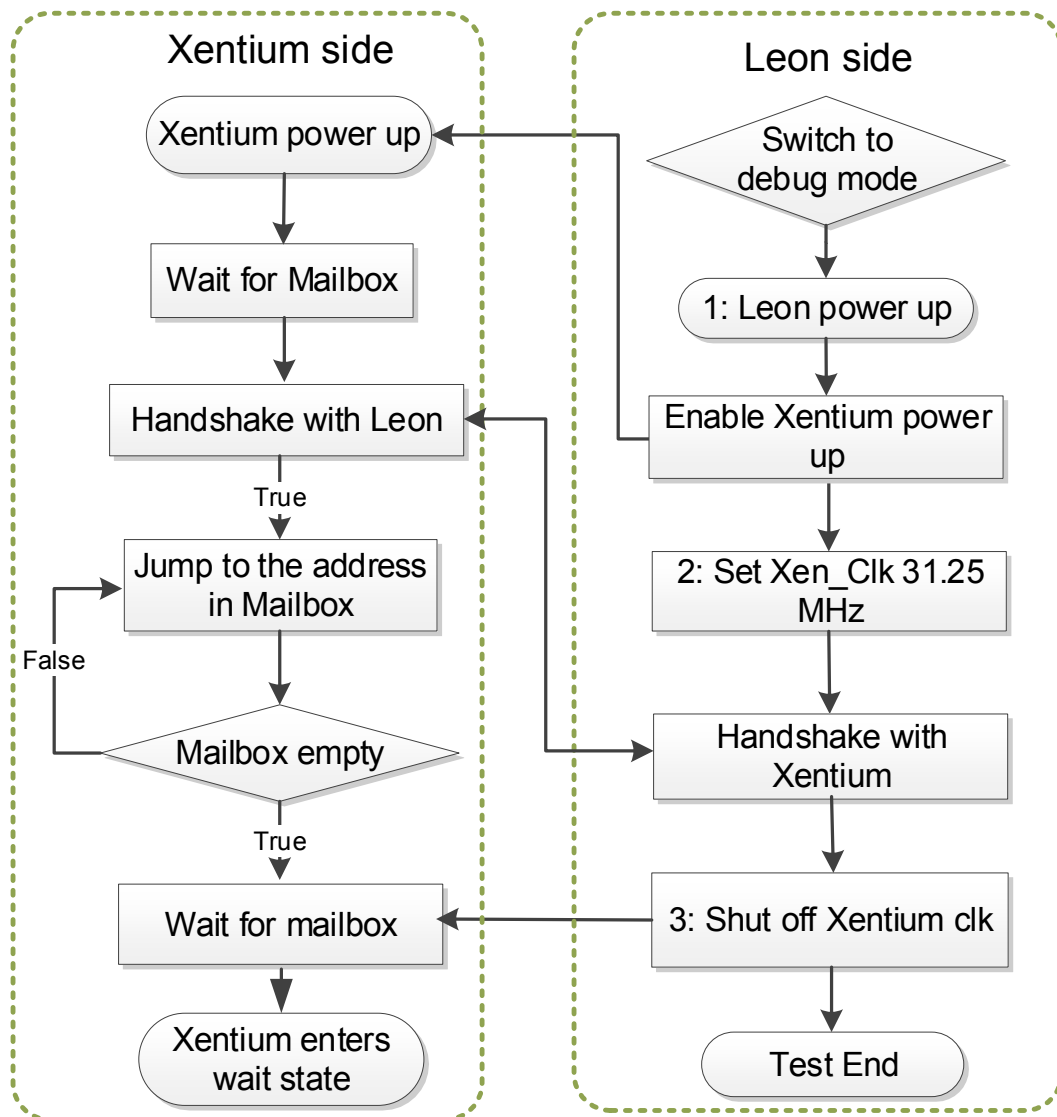 Xentium side
Xentium power up
Wait for Mailbox
Handshake with Leon
True
Jump to the address
in Mailbox
False
Mailbox empty
True
Wait for mailbox
Xentium enters
wait state
Leon side
Switch to
debug mode
1: Leon power up
Enable Xentium power
up
2: Set Xen_Clk 31.25
MHz
Handshake with
Xentium
3: Shut off Xentium clk
Test End